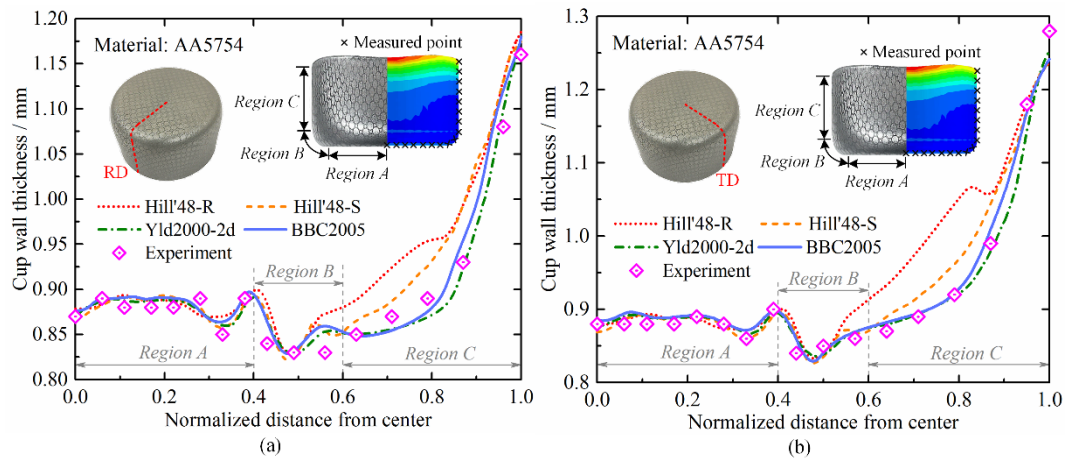 1.20
1.15
1.10
1.05
1.00
0.95
0.90
0.85
0.80
Cup wall thickness / mm
Material: AA5754
× Measured point
Region C
Region B
Region A
RD
Hill'48-R
Hill'48-S
Yld2000-2d
BBC2005
Experiment
Region B
Region A
Region C
0.0 0.2 0.4 0.6 0.8 1.0
Normalized distance from center
(a)
1.3
1.2
1.1
1.0
0.9
0.8
Cup wall thickness / mm
Material: AA5754
× Measured point
Region C
Region B
Region A
TD
Hill'48-R
Hill'48-S
Yld2000-2d
BBC2005
Experiment
Region B
Region A
Region C
0.0 0.2 0.4 0.6 0.8 1.0
Normalized distance from center
(b)